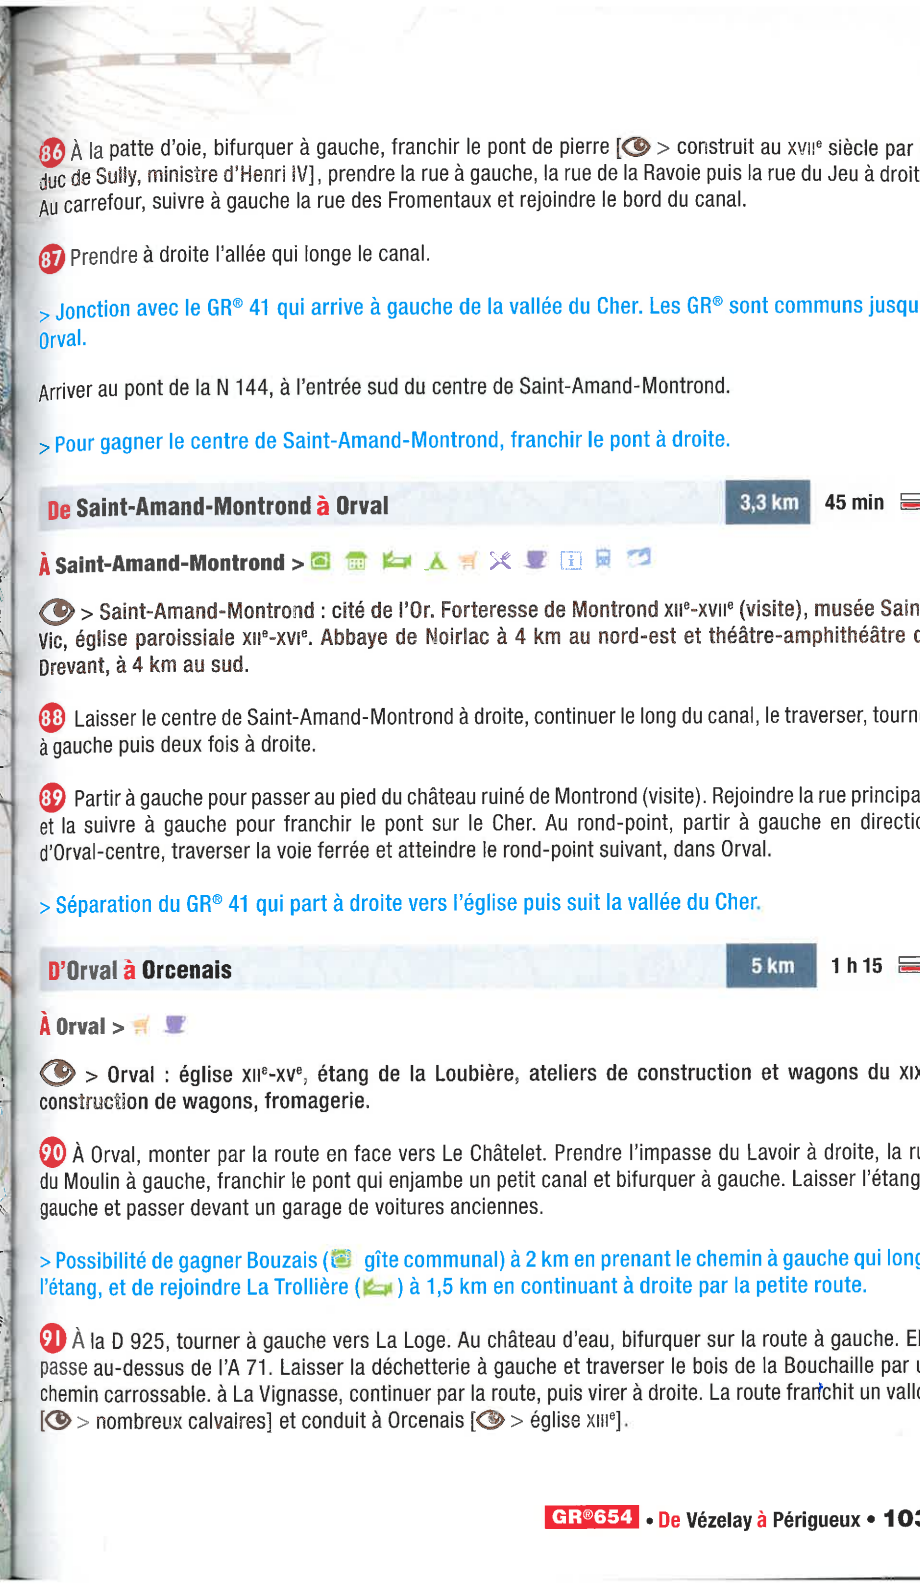 86 À la patte d'oie, bifurquer à gauche, franchir le pont de pierre [ > construit au XVIIe siècle par
duc de Sully, ministre d'Henri IV], prendre la rue à gauche, la rue de la Ravoie puis la rue du Jeu à droit
Au carrefour, suivre à gauche la rue des Fromentaux et rejoindre le bord du canal.
87 Prendre à droite l'allée qui longe le canal.
> Jonction avec le GR® 41 qui arrive à gauche de la vallée du Cher. Les GR® sont communs jusqu
Orval.
Arriver au pont de la N 144, à l'entrée sud du centre de Saint-Amand-Montrond.
> Pour gagner le centre de Saint-Amand-Montrond, franchir le pont à droite.
De Saint-Amand-Montrond à Orval 3,3 km 45 min
À Saint-Amand-Montrond >
> Saint-Amand-Montrond : cité de l'Or. Forteresse de Montrond XIIe-XVIIe (visite), musée Sain
Vic, église paroissiale XIIe-XVIe. Abbaye de Noirlac à 4 km au nord-est et théâtre-amphithéâtre d
Drevant, à 4 km au sud.
88 Laisser le centre de Saint-Amand-Montrond à droite, continuer le long du canal, le traverser, tourn
à gauche puis deux fois à droite.
89 Partir à gauche pour passer au pied du château ruiné de Montrond (visite). Rejoindre la rue principa
et la suivre à gauche pour franchir le pont sur le Cher. Au rond-point, partir à gauche en directio
d'Orval-centre, traverser la voie ferrée et atteindre le rond-point suivant, dans Orval.
> Séparation du GR® 41 qui part à droite vers l'église puis suit la vallée du Cher.
D'Orval à Orcenais 5 km 1 h 15
À Orval >
> Orval : église XIIe-XVe, étang de la Loubière, ateliers de construction et wagons du XIX
construction de wagons, fromagerie.
90 À Orval, monter par la route en face vers Le Châtelet. Prendre l'impasse du Lavoir à droite, la ru
du Moulin à gauche, franchir le pont qui enjambe un petit canal et bifurquer à gauche. Laisser l'étang
gauche et passer devant un garage de voitures anciennes.
> Possibilité de gagner Bouzais ( gîte communal) à 2 km en prenant le chemin à gauche qui long
l'étang, et de rejoindre La Trollière ( ) à 1,5 km en continuant à droite par la petite route.
91 À la D 925, tourner à gauche vers La Loge. Au château d'eau, bifurquer sur la route à gauche. El
passe au-dessus de l'A 71. Laisser la déchetterie à gauche et traverser le bois de la Bouchaille par u
chemin carrossable. à La Vignasse, continuer par la route, puis virer à droite. La route franchit un vallo
[ > nombreux calvaires] et conduit à Orcenais [ > église XIIIe].
GR®654 • De Vézelay à Périgueux • 103